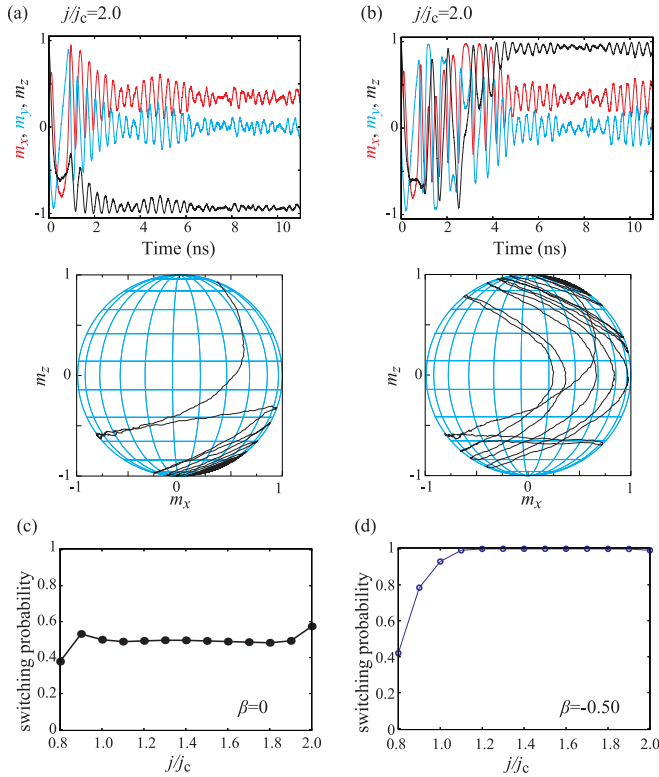 (a)
j/jc=2.0
(b)
j/jc=2.0
mx, my, mz
1
0
-1
0
2
4
6
8
10
Time (ns)
mx, my, mz
1
0
-1
0
2
4
6
8
10
Time (ns)
mz
1
0
-1
-1
0
1
mx
mz
1
0
-1
-1
0
1
mx
(c)
switching probability
1
0.8
0.6
0.4
0.2
0
0.8
1.0
1.2
1.4
1.6
1.8
2.0
j/jc
β=0
(d)
switching probability
1
0.8
0.6
0.4
0.2
0
0.8
1.0
1.2
1.4
1.6
1.8
2.0
j/jc
β=-0.50